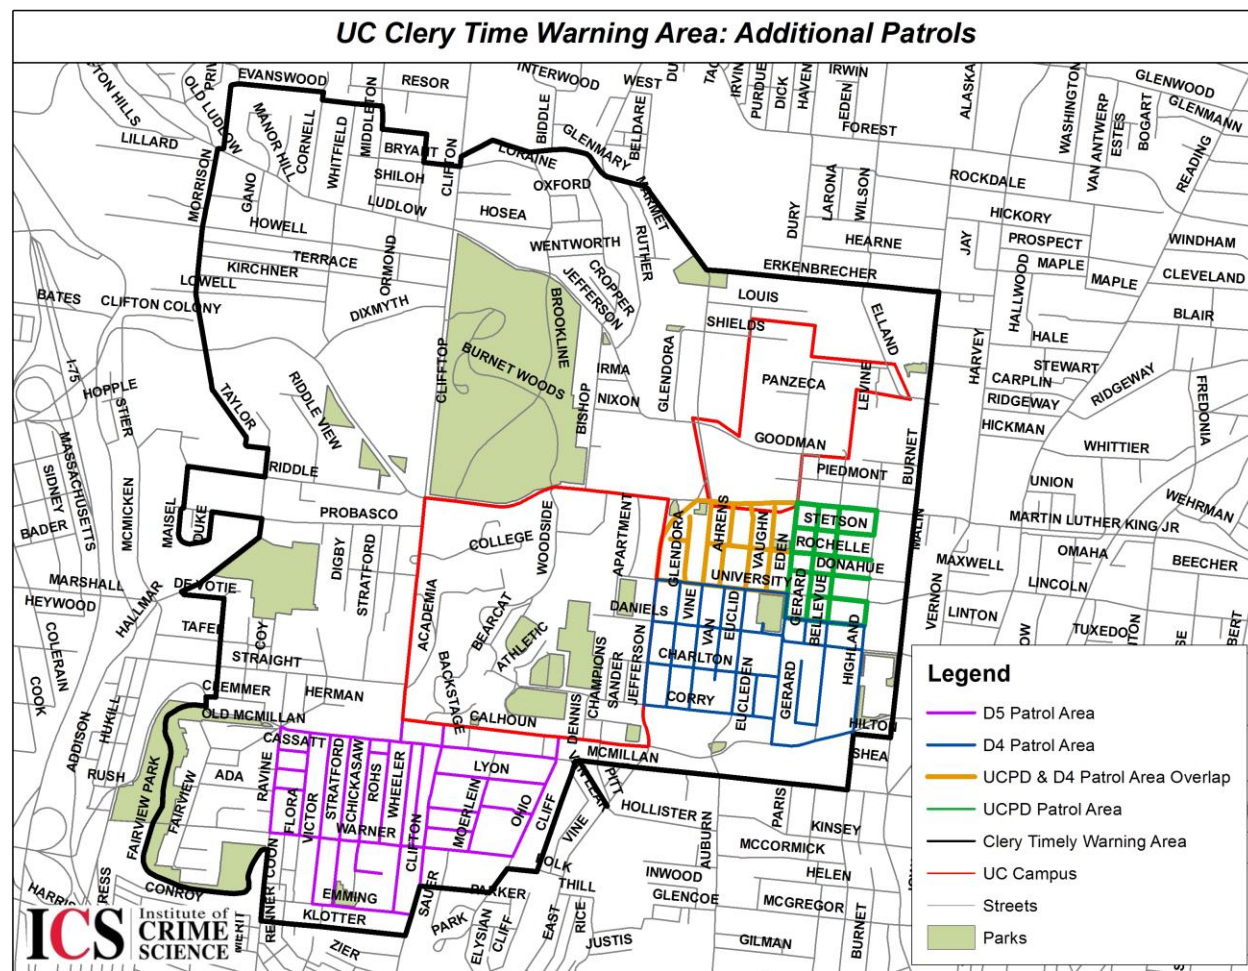 UC Clery Time Warning Area: Additional Patrols
EVANSWOOD
RESOR
INTERWOOD
WEST
IRWIN
GLENWOOD
GLENMANN
OLD LUDLOW
MANOR HILL
CORNELL
WHITFIELD
MIDDLETON
BIDDLE
GLENMARY
BELDARE
PURDUE
DICK
HAVEN
EDEN
ALASKA
WASHINGTON
VAN ANTWERP
ESTES
BOGART
LILLARD
BRYANT
CLIFTON
LORAINE
FOREST
READING
MORRISON
GANO
SHILOH
LUDLOW
OXFORD
MARMET
LARONA
WILSON
ROCKDALE
HOWELL
HOSEA
RUTHER
DURY
HICKORY
TERRACE
ORMOND
WENTWORTH
HEARNE
JAY
PROSPECT
WINDHAM
KIRCHNER
LOWELL
CROPPER
JEFFERSON
ERKENBRECHER
MAPLE
MAPLE
CLEVELAND
BATES
CLIFTON COLONY
DIXMYTH
BROOKLINE
LOUIS
SHIELDS
ELLAND
HALLWOOD
BLAIR
I-75
HOPPLE
STIER
CLIFFTOP
BURNET WOODS
IRMA
GLENDORA
PANZECA
LEVINE
HARVEY
HALE
STEWART
CARPLIN
RIDGEWAY
RIDGEWAY
FREDONIA
TAYLOR
RIDDLE VIEW
BISHOP
NIXON
HICKMAN
MASSACHUSETTS
SIDNEY
GOODMAN
WHITTIER
RIDDLE
PIEDMONT
BURNET
UNION
WEHRMAN
BADER
MCMICKEN
MAISEL
DUKE
PROBASCO
WOODSIDE
APARTMENT
AHRENS
VAUGHN
STETSON
MALIN
MARTIN LUTHER KING JR
DIGBY
STRATFORD
COLLEGE
GLENDORA
EDEN
ROCHELLE
OMAHA
MARSHALL
DEVOTIE
DONAHUE
MAXWELL
BEECHER
HEYWOOD
HALLMAR
UNIVERSITY
LINCOLN
ACADEMIA
BEARCAT
DANIELS
VINE
EUCLID
GERARD
BELLEVUE
VERNON
LINTON
COLERAIN
TAFEL
COY
ATHLETIC
VAN
HIGHLAND
TUXEDO
COOK
STRAIGHT
BACKSTAGE
CHAMPIONS
SANDER
JEFFERSON
CHARLTON
CLEMMER
HERMAN
CORRY
EUCLEDEN
GERARD
ADDISON
HUKILL
OLD MCMILLAN
CALHOUN
DENNIS
HILTON
CASSATT
MCMILLAN
SHEA
RUSH
ADA
RAVINE
STRATFORD
CHICKASAW
ROHS
WHEELER
LYON
PITT
FAIRVIEW PARK
FAIRVIEW
FLORA
VICTOR
WARNER
CLIFTON
MOERLEIN
OHIO
CLIFF
VINE
HOLLISTER
PARIS
KINSEY
AUBURN
MCCORMICK
HELEN
CONROY
RENNER
COON
EMMING
SAUER
PARKER
THILL
INWOOD
GLENCOE
MCGREGOR
KLOTTER
PARK
ELYSIAN
CLIFF
EAST
RICE
ZIER
JUSTIS
GILMAN
BURNET
Legend
D5 Patrol Area
D4 Patrol Area
UCPD & D4 Patrol Area Overlap
UCPD Patrol Area
Clery Timely Warning Area
UC Campus
Streets
Parks
ICS
Institute of
CRIME
SCIENCE